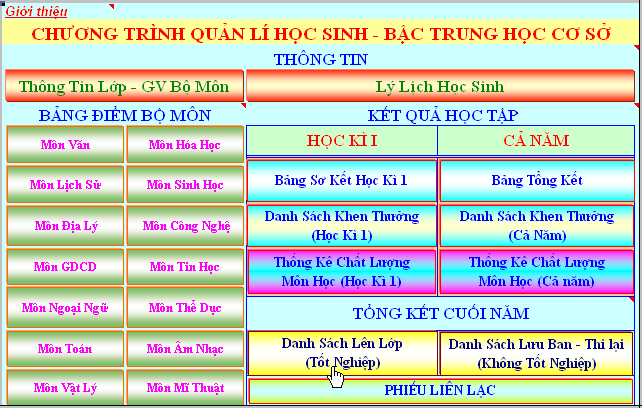 Giới thiệu
CHƯƠNG TRÌNH QUẢN LÍ HỌC SINH - BẬC TRUNG HỌC CƠ SỞ
THÔNG TIN
Thông Tin Lớp - GV Bộ Môn
Lý Lịch Học Sinh
BẢNG ĐIỂM BỘ MÔN
Môn Văn
Môn Hóa Học
Môn Lịch Sử
Môn Sinh Học
Môn Địa Lý
Môn Công Nghệ
Môn GDCD
Môn Tin Học
Môn Ngoại Ngữ
Môn Thể Dục
Môn Toán
Môn Âm Nhạc
Môn Vật Lý
Môn Mĩ Thuật
KẾT QUẢ HỌC TẬP
HỌC KÌ I
CẢ NĂM
Bảng Sơ Kết Học Kì 1
Bảng Tổng Kết
Danh Sách Khen Thưởng
(Học Kì 1)
Danh Sách Khen Thưởng
(Cả Năm)
Thống Kê Chất Lượng
Môn Học (Học Kì 1)
Thống Kê Chất Lượng
Môn Học (Cả năm)
TỔNG KẾT CUỐI NĂM
Danh Sách Lên Lớp
(Tốt Nghiệp)
Danh Sách Lưu Ban - Thi lại
(Không Tốt Nghiệp)
PHIẾU LIÊN LẠC